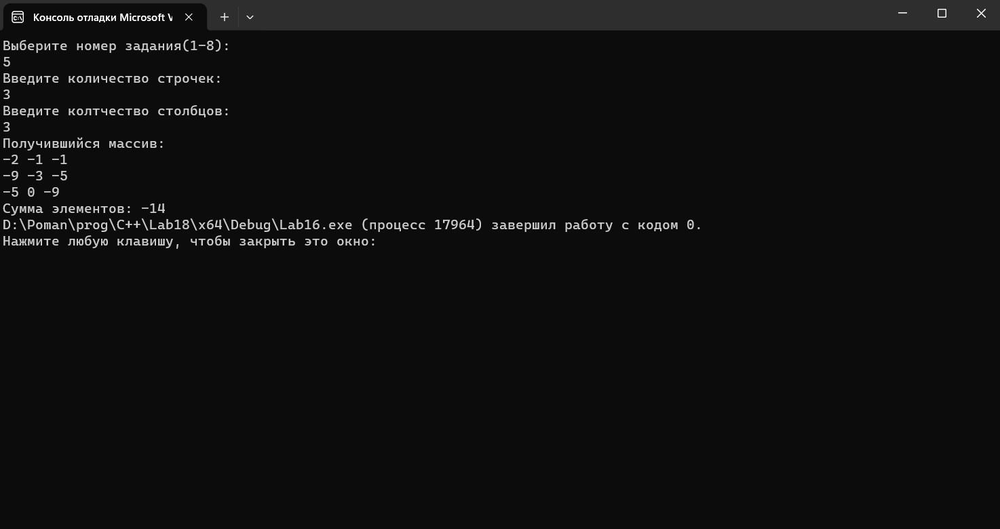 Консоль отладки Microsoft V
Выберите номер задания(1-8):
5
Введите количество строчек:
3
Введите колтчество столбцов:
3
Получившийся массив:
-2 -1 -1
-9 -3 -5
-5 0 -9
Сумма элементов: -14
D:\Poman\prog\C++\Lab18\x64\Debug\Lab16.exe (процесс 17964) завершил работу с кодом 0.
Нажмите любую клавишу, чтобы закрыть это окно: